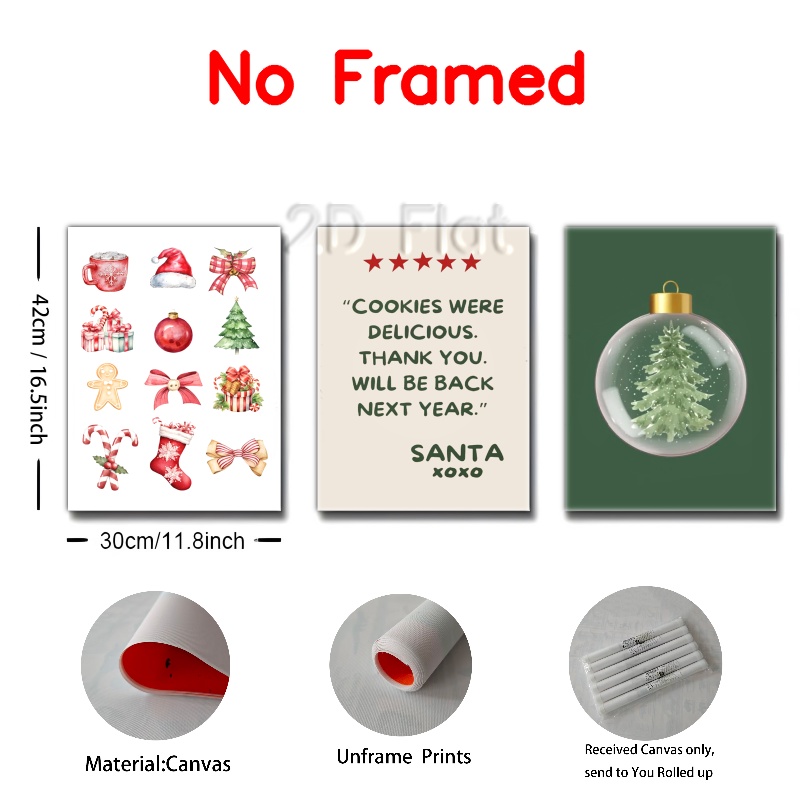 No Framed
2D Flat
★★★★★
“COOKIES WERE
DELICIOUS.
THANK YOU.
WILL BE BACK
NEXT YEAR.”
SANTA
XOXO
42cm / 16.5inch
30cm/11.8inch
Material:Canvas
Unframe Prints
Received Canvas only,
send to You Rolled up